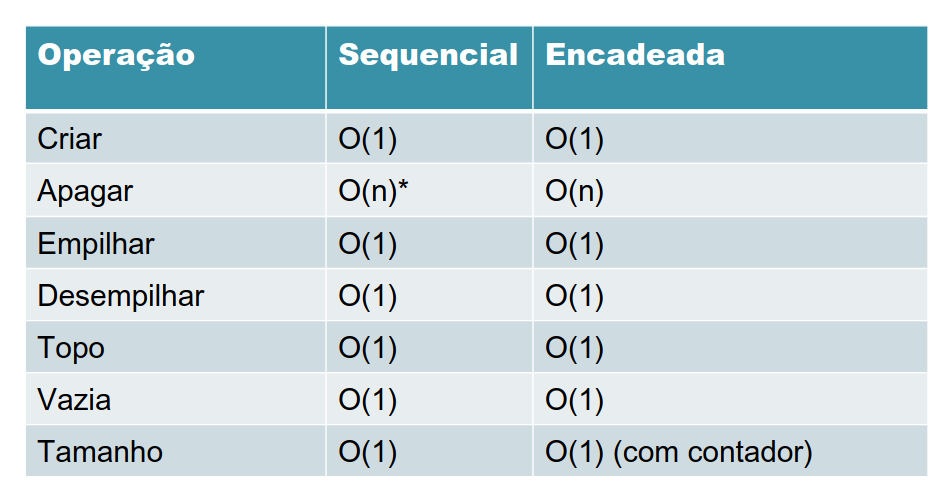 Operação Sequencial Encadeada
Criar O(1) O(1)
Apagar O(n)* O(n)
Empilhar O(1) O(1)
Desempilhar O(1) O(1)
Topo O(1) O(1)
Vazia O(1) O(1)
Tamanho O(1) O(1) (com contador)